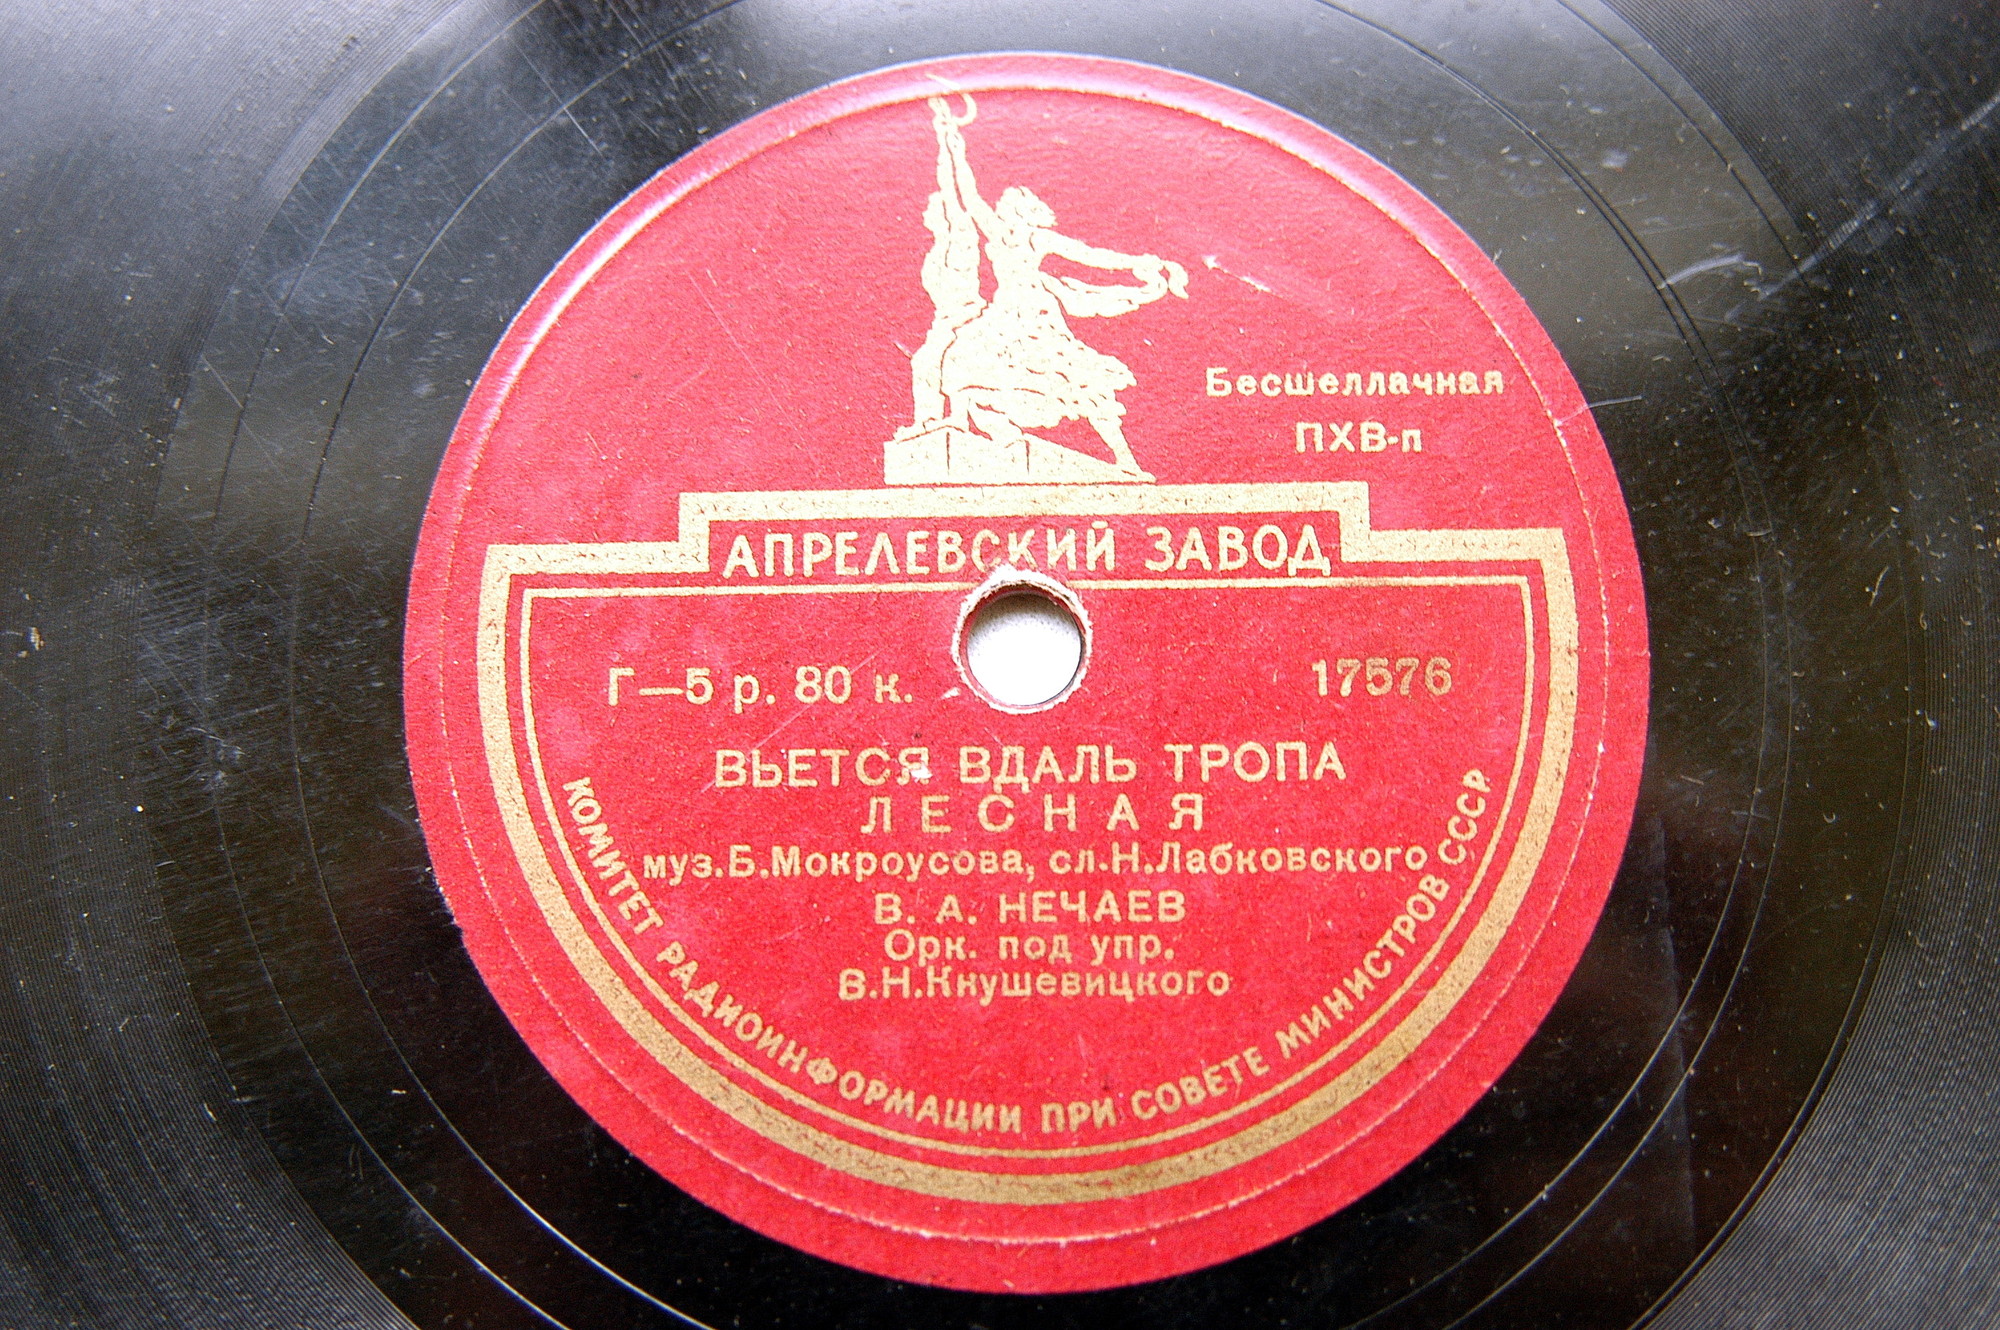 Бесшеллачная
ПХВ-п
АПРЕЛЕВСКИЙ ЗАВОД
Г—5 р. 80 к.
17576
ВЬЕТСЯ ВДАЛЬ ТРОПА
ЛЕСНАЯ
муз.Б.Мокроусова, сл.Н.Лабковского
В. А. НЕЧАЕВ
Орк. под упр.
В.Н.Кнушевицкого
КОМИТЕТ РАДИОИНФОРМАЦИИ ПРИ СОВЕТЕ МИНИСТРОВ СССР